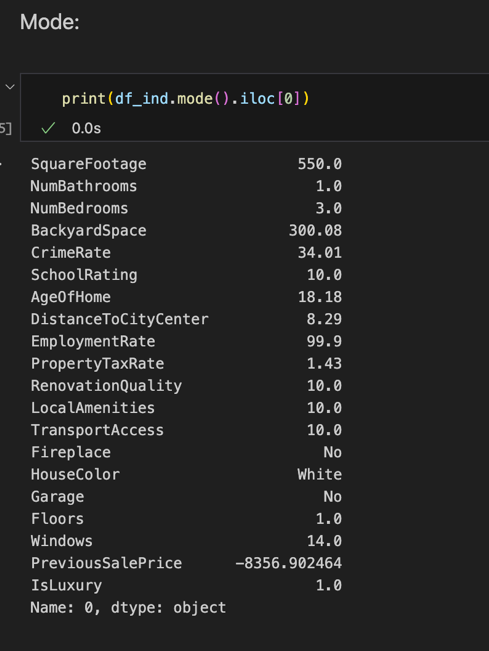 Mode:
print(df_ind.mode().iloc[0])
5]
0.0s
SquareFootage 550.0
NumBathrooms 1.0
NumBedrooms 3.0
BackyardSpace 300.08
CrimeRate 34.01
SchoolRating 10.0
AgeOfHome 18.18
DistanceToCityCenter 8.29
EmploymentRate 99.9
PropertyTaxRate 1.43
RenovationQuality 10.0
LocalAmenities 10.0
TransportAccess 10.0
Fireplace No
HouseColor White
Garage No
Floors 1.0
Windows 14.0
PreviousSalePrice -8356.902464
IsLuxury 1.0
Name: 0, dtype: object